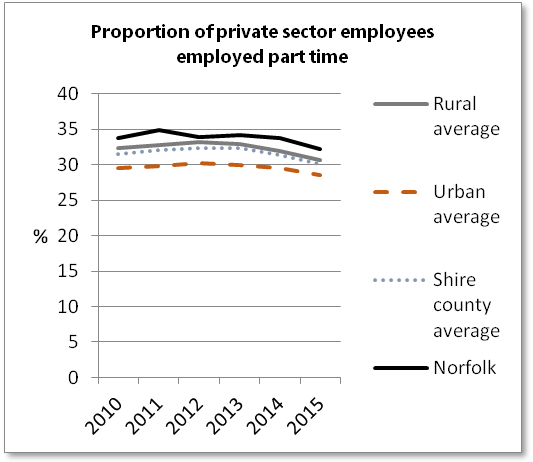 Proportion of private sector employees
employed part time
40
35
30
25
20
15
10
5
0
%
2010
2011
2012
2013
2014
2015
Rural
average
Urban
average
Shire
county
average
Norfolk